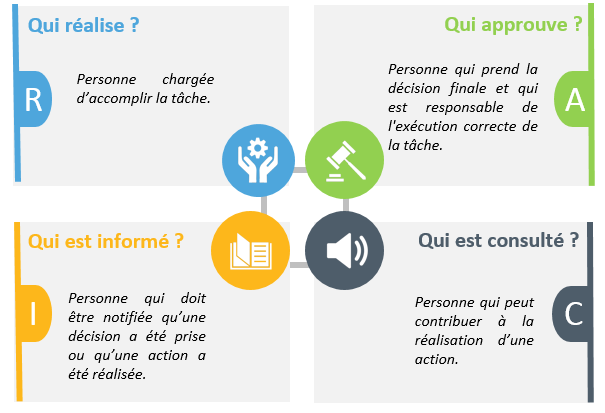 Qui réalise ?
R
Personne chargée
d’accomplir la tâche.
Qui approuve ?
A
Personne qui prend la
décision finale et qui
est responsable de
l'exécution correcte de
la tâche.
Qui est informé ?
I
Personne qui doit
être notifiée qu’une
décision a été prise
ou qu’une action a
été réalisée.
Qui est consulté ?
C
Personne qui peut
contribuer à la
réalisation d’une
action.